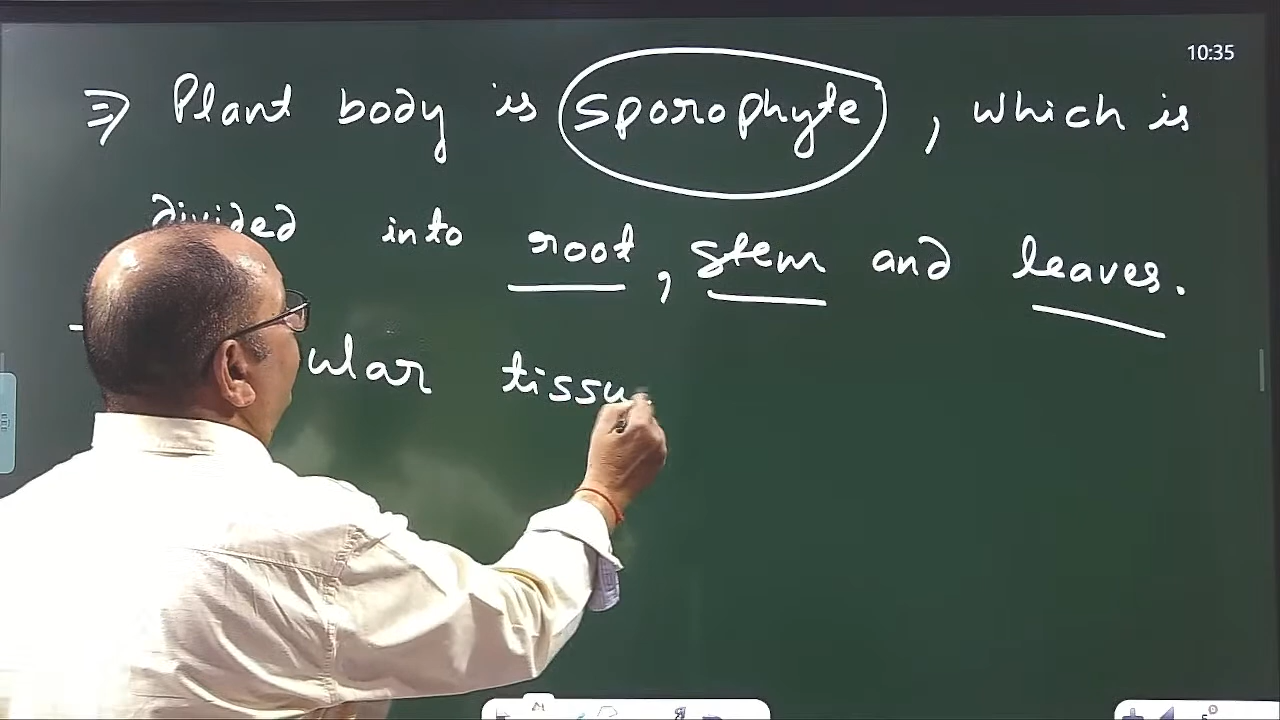 10:35
⇒ Plant body is sporophyte, which is
divided into root, stem and leaves.
ular tissu